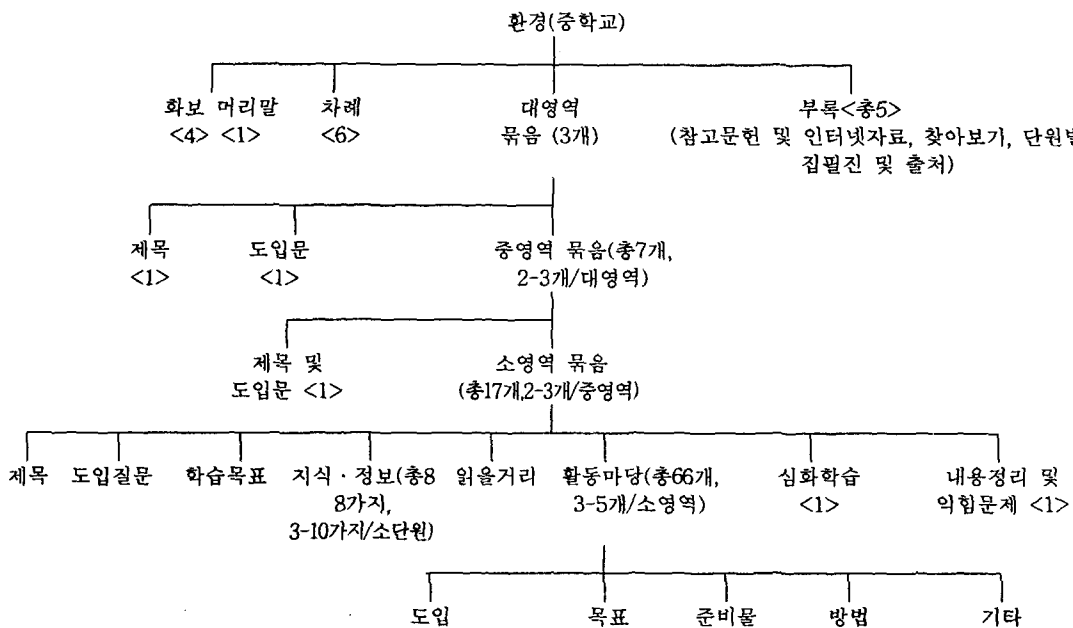 환경(중학교)
화보 머리말 차례 대영역 부록<총5>
<4> <1> <6> 묶음 (3개) (참고문헌 및 인터넷자료, 찾아보기, 단원별
집필진 및 출처)
제목 도입문 중영역 묶음(총7개,
<1> <1> 2-3개/대영역)
제목 및 소영역 묶음
도입문 <1> (총17개,2-3개/중영역)
제목 도입질문 학습목표 지식·정보(총8 읽을거리 활동마당(총66개, 심화학습 내용정리 및
8가지, 3-5개/소영역) <1> 익힘문제 <1>
3-10가지/소단원)
도입 목표 준비물 방법 기타